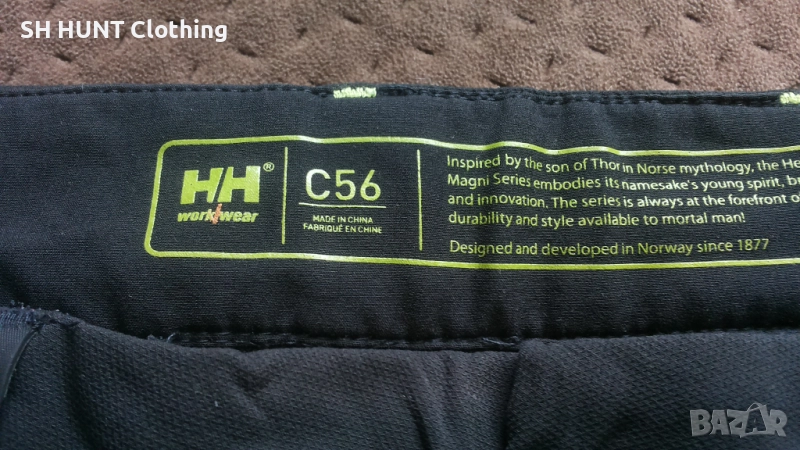 SH HUNT Clothing
HH®
workwear
C56
MADE IN CHINA
FABRIQUÉ EN CHINE
Inspired by the son of Thor in Norse mythology, the
Magni Series embodies its namesake's young spirit,
and innovation. The series is always at the forefront of
durability and style available to mortal man!
Designed and developed in Norway since 1877
BAZAR